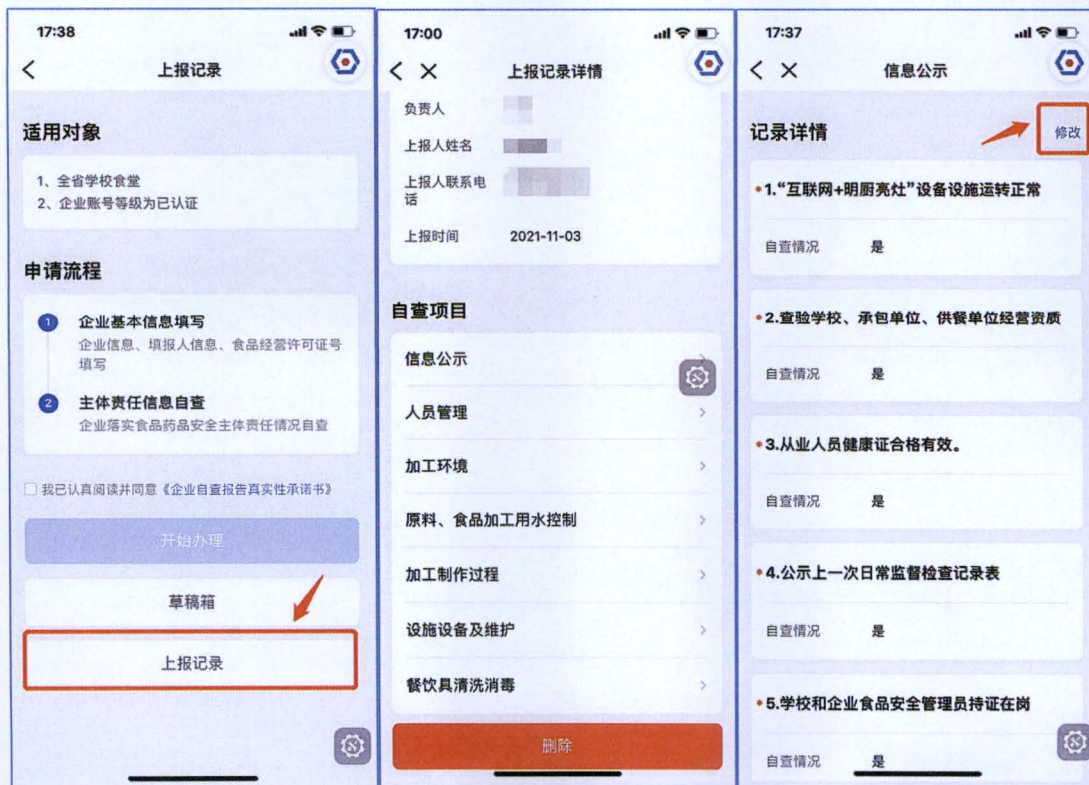 17:38
上报记录
适用对象
1、全省学校食堂
2、企业账号等级为已认证
申请流程
1 企业基本信息填写
企业信息、填报人信息、食品经营许可证号
填写
2 主体责任信息自查
企业落实食品药品安全主体责任情况自查
我已认真阅读并同意《企业自查报告真实性承诺书》
开始办理
草稿箱
上报记录
17:00
上报记录详情
负责人
上报人姓名
上报人联系电
话
上报时间 2021-11-03
自查项目
信息公示
人员管理
加工环境
原料、食品加工用水控制
加工制作过程
设施设备及维护
餐饮具清洗消毒
删除
17:37
信息公示
记录详情 修改
*1.“互联网+明厨亮灶”设备设施运转正常
自查情况 是
*2.查验学校、承包单位、供餐单位经营资质
自查情况 是
*3.从业人员健康证合格有效。
自查情况 是
*4.公示上一次日常监督检查记录表
自查情况 是
*5.学校和企业食品安全管理员持证在岗
自查情况 是